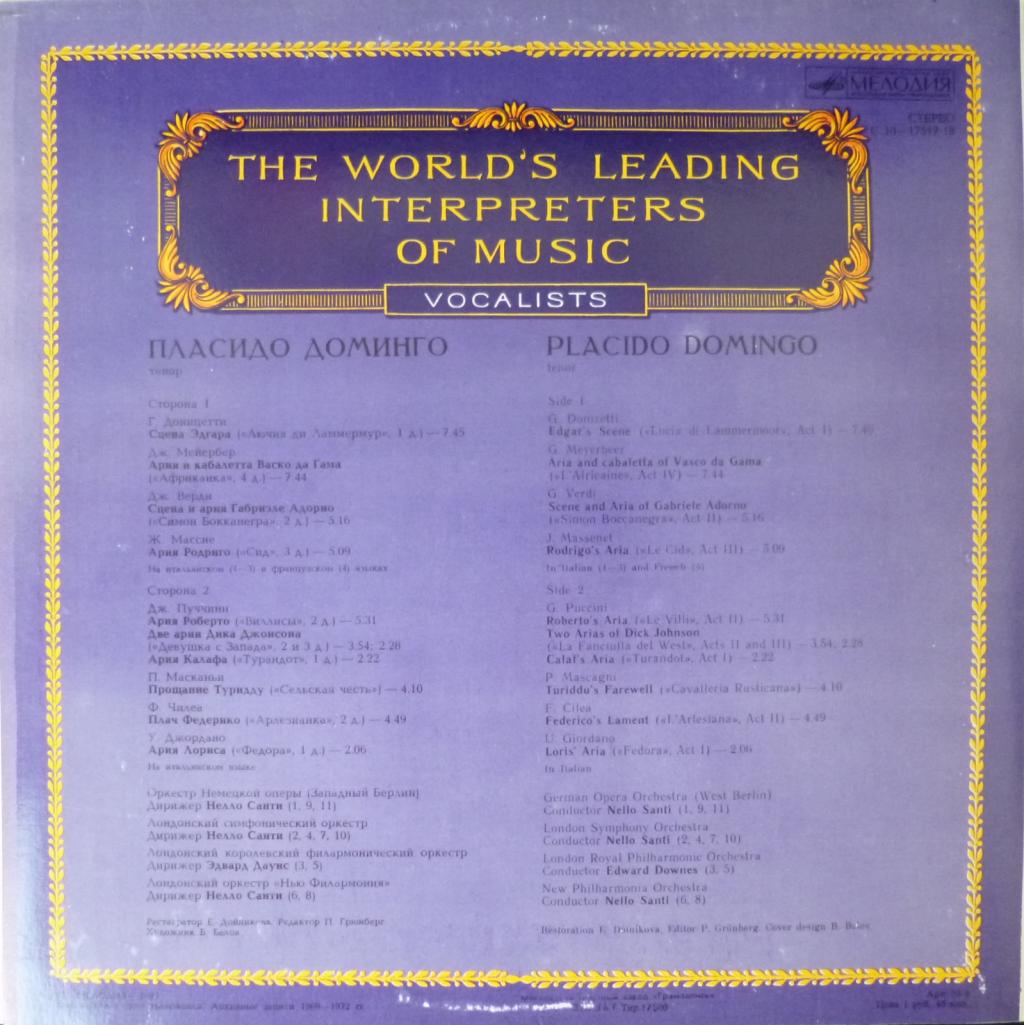 МЕЛОДИЯ
СТЕРЕО
THE WORLD'S LEADING
INTERPRETERS
OF MUSIC
VOCALISTS
ПЛАСИДО ДОМИНГО
тенор
Сторона 1
Г. Доницетти
Сцена Эдгара («Лючия ди Ламмермур», 1 д.) — 7.45
Дж. Мейербер
Ария и кабалетта Васко да Гама
(«Африканка», 4 д.) — 7.44
Дж. Верди
Сцена и ария Габриэле Адорно
(«Симон Бокканегра», 2 д.) — 5.16
Ж. Массне
Ария Родриго («Сид», 3 д.) — 5.09
На итальянском (1—3) и французском (4) языках
Сторона 2
Дж. Пуччини
Ария Роберто («Виллисы», 2 д.) — 5.31
Две арии Дика Джонсона
(«Девушка с Запада», 2 и 3 д.) — 3.54; 2.28
Ария Калафа («Турандот», 1 д.) — 2.22
П. Масканьи
Прощание Туридду («Сельская честь») — 4.10
Ф. Чилеа
Плач Федерико («Арлезианка», 2 д.) — 4.49
У. Джордано
Ария Лориса («Федора», 1 д.) — 2.06
На итальянском языке
Оркестр Немецкой оперы (Западный Берлин)
Дирижер Нелло Санти (1, 9, 11)
Лондонский симфонический оркестр
Дирижер Нелло Санти (2, 4, 7, 10)
Лондонский королевский филармонический оркестр
Дирижер Эдвард Даунс (3, 5)
Лондонский оркестр «Нью Филармония»
Дирижер Нелло Санти (6, 8)
Реставратор Е. Дойникова. Редактор П. Грюнберг
Художник Б. Белов
PLACIDO DOMINGO
tenor
Side 1
G. Donizetti
Edgar's Scene («Lucia di Lammermoor», Act I) — 7.45
G. Meyerbeer
Aria and cabaletta of Vasco da Gama
(«L'Africaine», Act IV) — 7.44
G. Verdi
Scene and Aria of Gabriele Adorno
(«Simon Boccanegra», Act II) — 5.16
J. Massenet
Rodrigo's Aria («Le Cid», Act III) — 5.09
In Italian (1—3) and French (4)
Side 2
G. Puccini
Roberto's Aria («Le Villi», Act II) — 5.31
Two Arias of Dick Johnson
(«La Fanciulla del West», Acts II and III) — 3.54; 2.28
Calaf's Aria («Turandot», Act I) — 2.22
P. Mascagni
Turiddu's Farewell («Cavalleria Rusticana») — 4.10
F. Cilea
Federico's Lament («L'Arlesiana», Act II) — 4.49
U. Giordano
Loris' Aria («Fedora», Act I) — 2.06
In Italian
German Opera Orchestra (West Berlin)
Conductor Nello Santi (1, 9, 11)
London Symphony Orchestra
Conductor Nello Santi (2, 4, 7, 10)
London Royal Philharmonic Orchestra
Conductor Edward Downes (3, 5)
New Philharmonia Orchestra
Conductor Nello Santi (6, 8)
Restoration E. Doinikova. Editor P. Grünberg. Cover design B. Belov